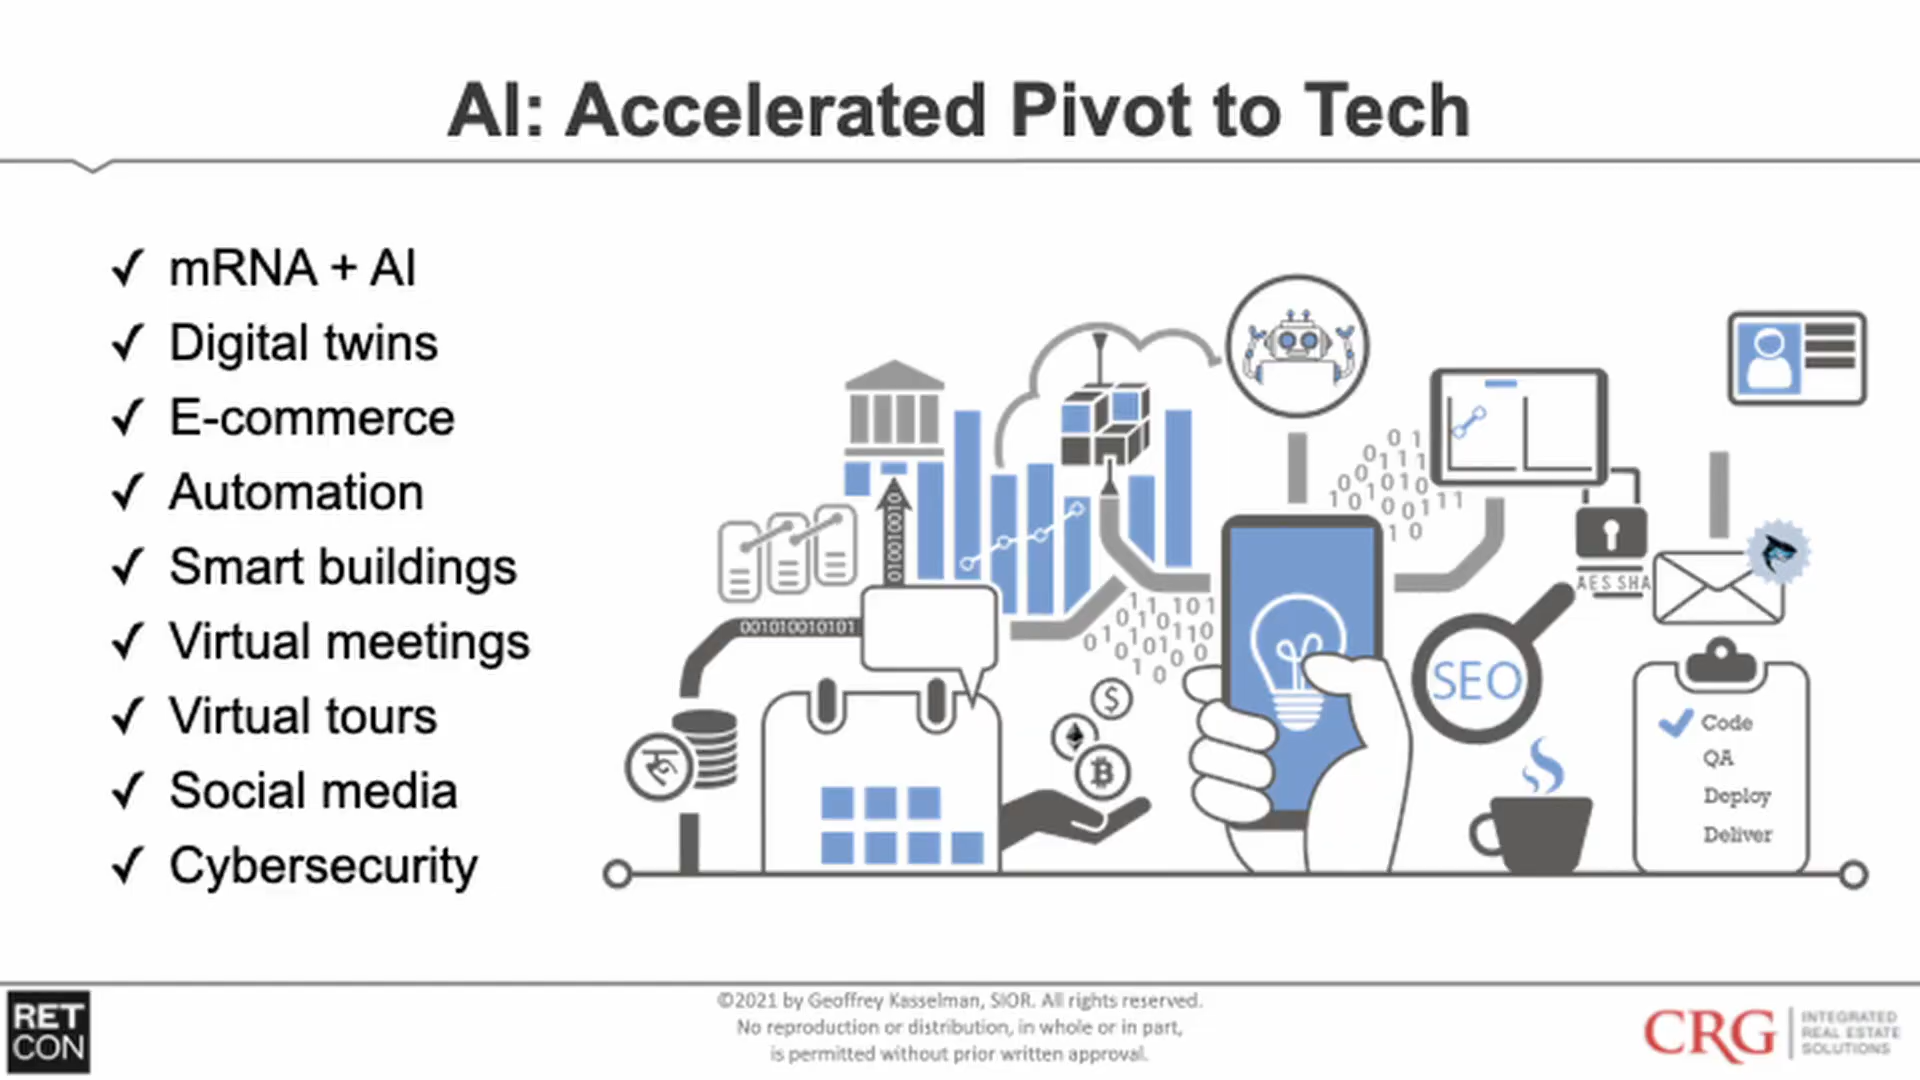 AI: Accelerated Pivot to Tech
✓ mRNA + AI
✓ Digital twins
✓ E-commerce
✓ Automation
✓ Smart buildings
✓ Virtual meetings
✓ Virtual tours
✓ Social media
✓ Cybersecurity
010010010
001010010101
AES SHA
SEO
Code
QA
Deploy
Deliver
RET
CON
©2021 by Geoffrey Kasselman, SIOR. All rights reserved.
No reproduction or distribution, in whole or in part,
is permitted without prior written approval.
CRG
INTEGRATED
REAL ESTATE
SOLUTIONS